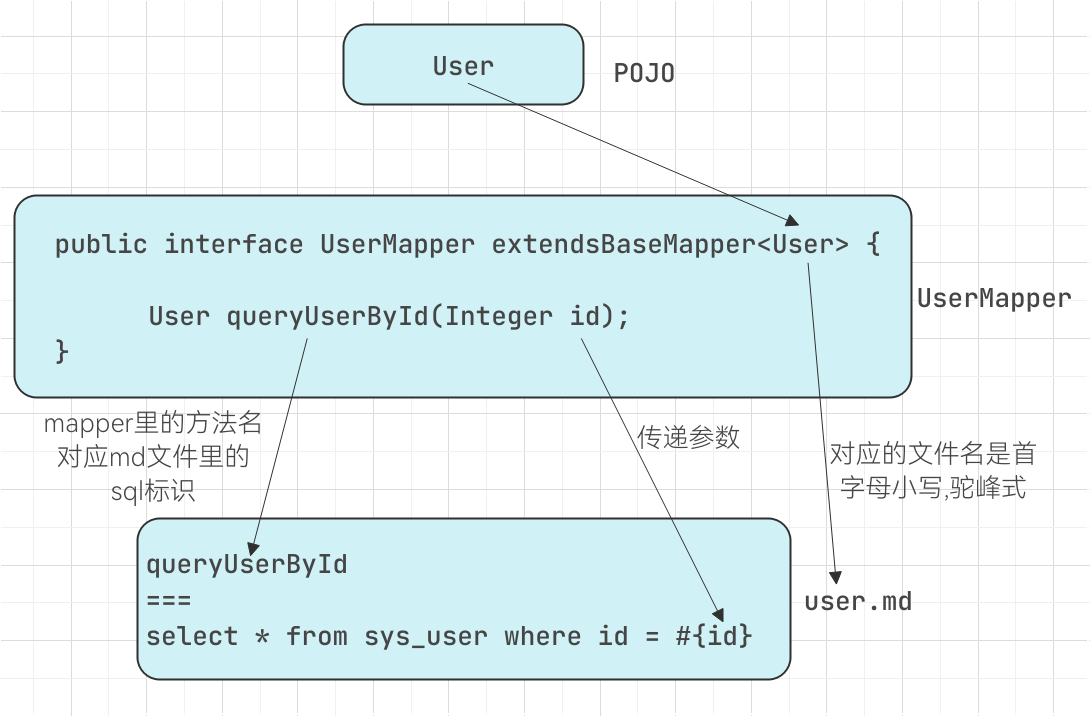 User
POJO
public interface UserMapper extendsBaseMapper<User> {
User queryUserById(Integer id);
}
UserMapper
mapper里的方法名
对应md文件里的
sql标识
传递参数
对应的文件名是首
字母小写,驼峰式
queryUserById
===
select * from sys_user where id = #{id}
user.md